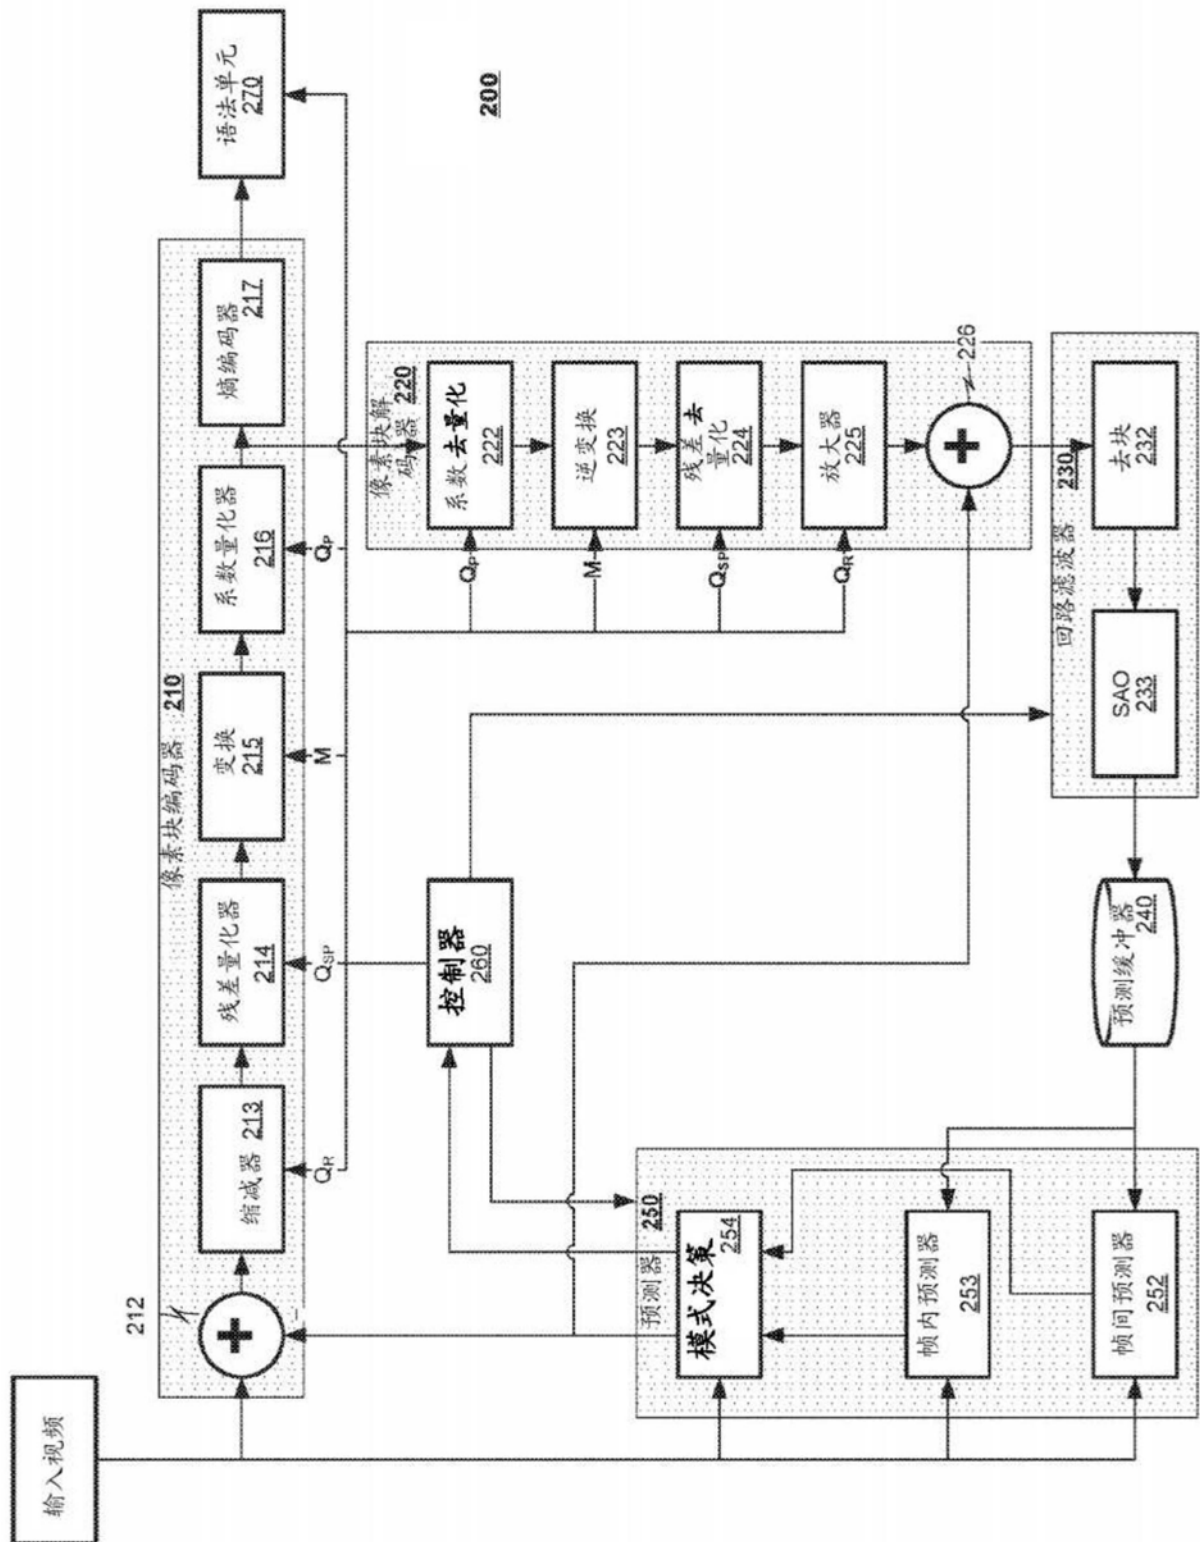 输入视频
212
像素块编码器
210
缩减器 213
残差量化器
214
变换
215
系数量化器
216
熵编码器
217
语法单元
270
QR
QSP
M
QP
200
控制器
260
像素块解
码器
220
系数去量化
222
逆变换
223
残差去
量化
224
放大器
225
226
QP
M
QSP
QR
预测器
250
模式决策
254
帧内预测器
253
帧间预测器
252
预测缓冲器
240
回路滤波器
230
去块
232
SAO
233